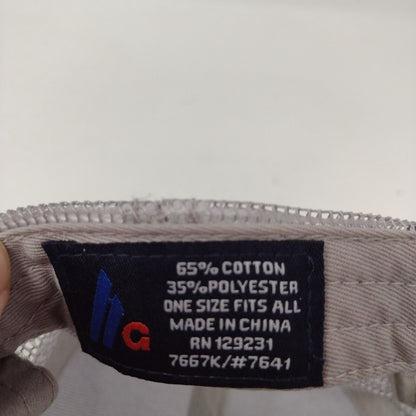 G
65% COTTON
35% POLYESTER
ONE SIZE FITS ALL
MADE IN CHINA
RN 129231
7667K/#7641